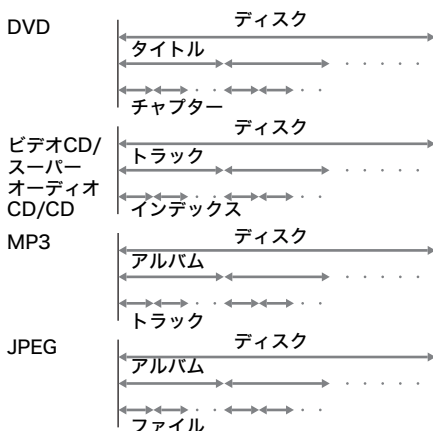 DVD
ディスク
タイトル
チャプター
ビデオCD/
スーパー
オーディオ
CD/CD
ディスク
トラック
インデックス
MP3
ディスク
アルバム
トラック
JPEG
ディスク
アルバム
ファイル